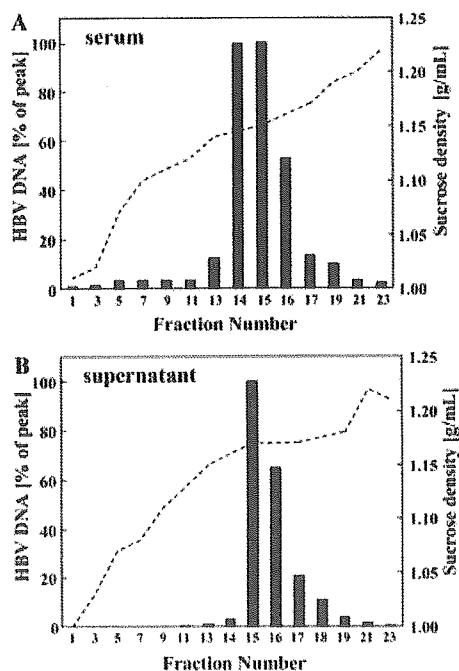 A
serum
HBV DNA [% of peak]
100
80
60
40
20
0
1.25
1.20
1.15
1.10
1.05
1.00
Sucrose density [g/mL]
1 3 5 7 9 11 13 14 15 16 17 19 21 23
Fraction Number
B
supernatant
HBV DNA [% of peak]
100
80
60
40
20
0
1.25
1.20
1.15
1.10
1.05
1.00
Sucrose density [g/mL]
1 3 5 7 9 11 13 14 15 16 17 18 19 21 23
Fraction Number